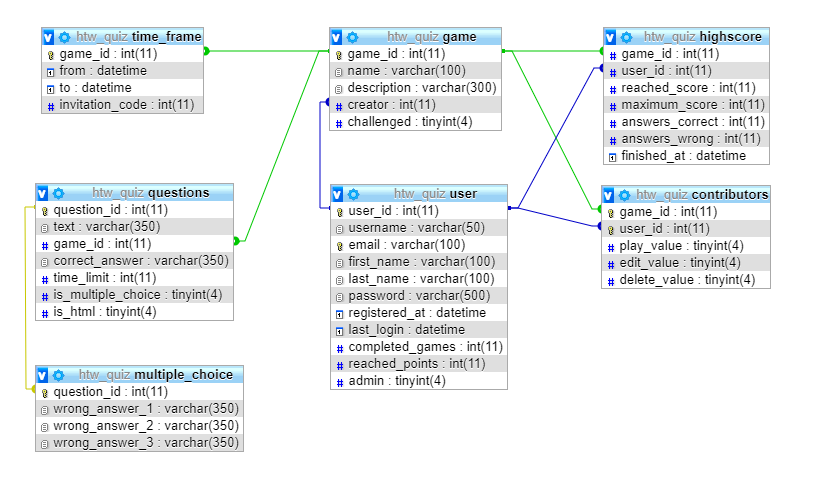 htw_quiz time_frame
game_id : int(11)
from : datetime
to : datetime
invitation_code : int(11)
htw_quiz game
game_id : int(11)
name : varchar(100)
description : varchar(300)
creator : int(11)
challenged : tinyint(4)
htw_quiz highscore
game_id : int(11)
user_id : int(11)
reached_score : int(11)
maximum_score : int(11)
answers_correct : int(11)
answers_wrong : int(11)
finished_at : datetime
htw_quiz questions
question_id : int(11)
text : varchar(350)
game_id : int(11)
correct_answer : varchar(350)
time_limit : int(11)
is_multiple_choice : tinyint(4)
is_html : tinyint(4)
htw_quiz user
user_id : int(11)
username : varchar(50)
email : varchar(100)
first_name : varchar(100)
last_name : varchar(100)
password : varchar(500)
registered_at : datetime
last_login : datetime
completed_games : int(11)
reached_points : int(11)
admin : tinyint(4)
htw_quiz contributors
game_id : int(11)
user_id : int(11)
play_value : tinyint(4)
edit_value : tinyint(4)
delete_value : tinyint(4)
htw_quiz multiple_choice
question_id : int(11)
wrong_answer_1 : varchar(350)
wrong_answer_2 : varchar(350)
wrong_answer_3 : varchar(350)